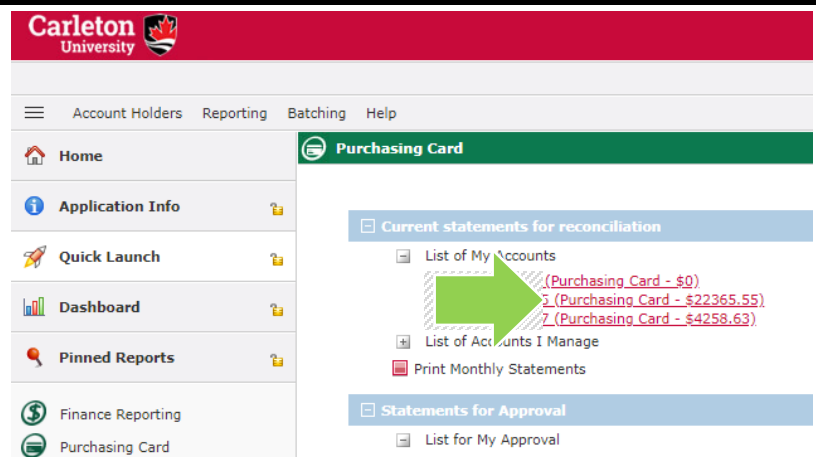 Carleton
University
Account Holders Reporting Batching Help
Home
Purchasing Card
Application Info
Current statements for reconciliation
Quick Launch
List of My Accounts
(Purchasing Card - $0)
Dashboard
5 (Purchasing Card - $22365.55)
7 (Purchasing Card - $4258.63)
List of Accounts I Manage
Pinned Reports
Print Monthly Statements
Finance Reporting
Statements for Approval
Purchasing Card
List for My Approval